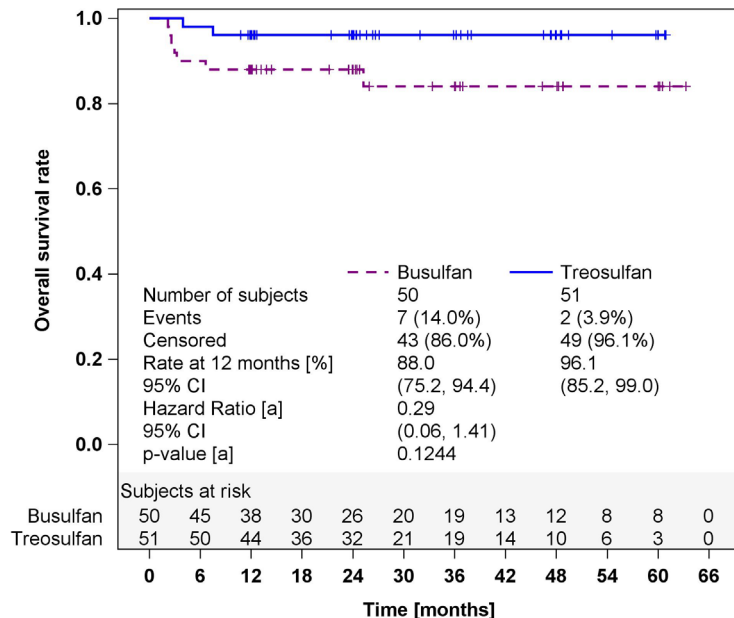 Overall survival rate
1.0
0.8
0.6
0.4
0.2
0.0
Busulfan Treosulfan
Number of subjects 50 51
Events 7 (14.0%) 2 (3.9%)
Censored 43 (86.0%) 49 (96.1%)
Rate at 12 months [%] 88.0 96.1
95% CI (75.2, 94.4) (85.2, 99.0)
Hazard Ratio [a] 0.29
95% CI (0.06, 1.41)
p-value [a] 0.1244
Subjects at risk
Busulfan 50 45 38 30 26 20 19 13 12 8 8 0
Treosulfan 51 50 44 36 32 21 19 14 10 6 3 0
0 6 12 18 24 30 36 42 48 54 60 66
Time [months]